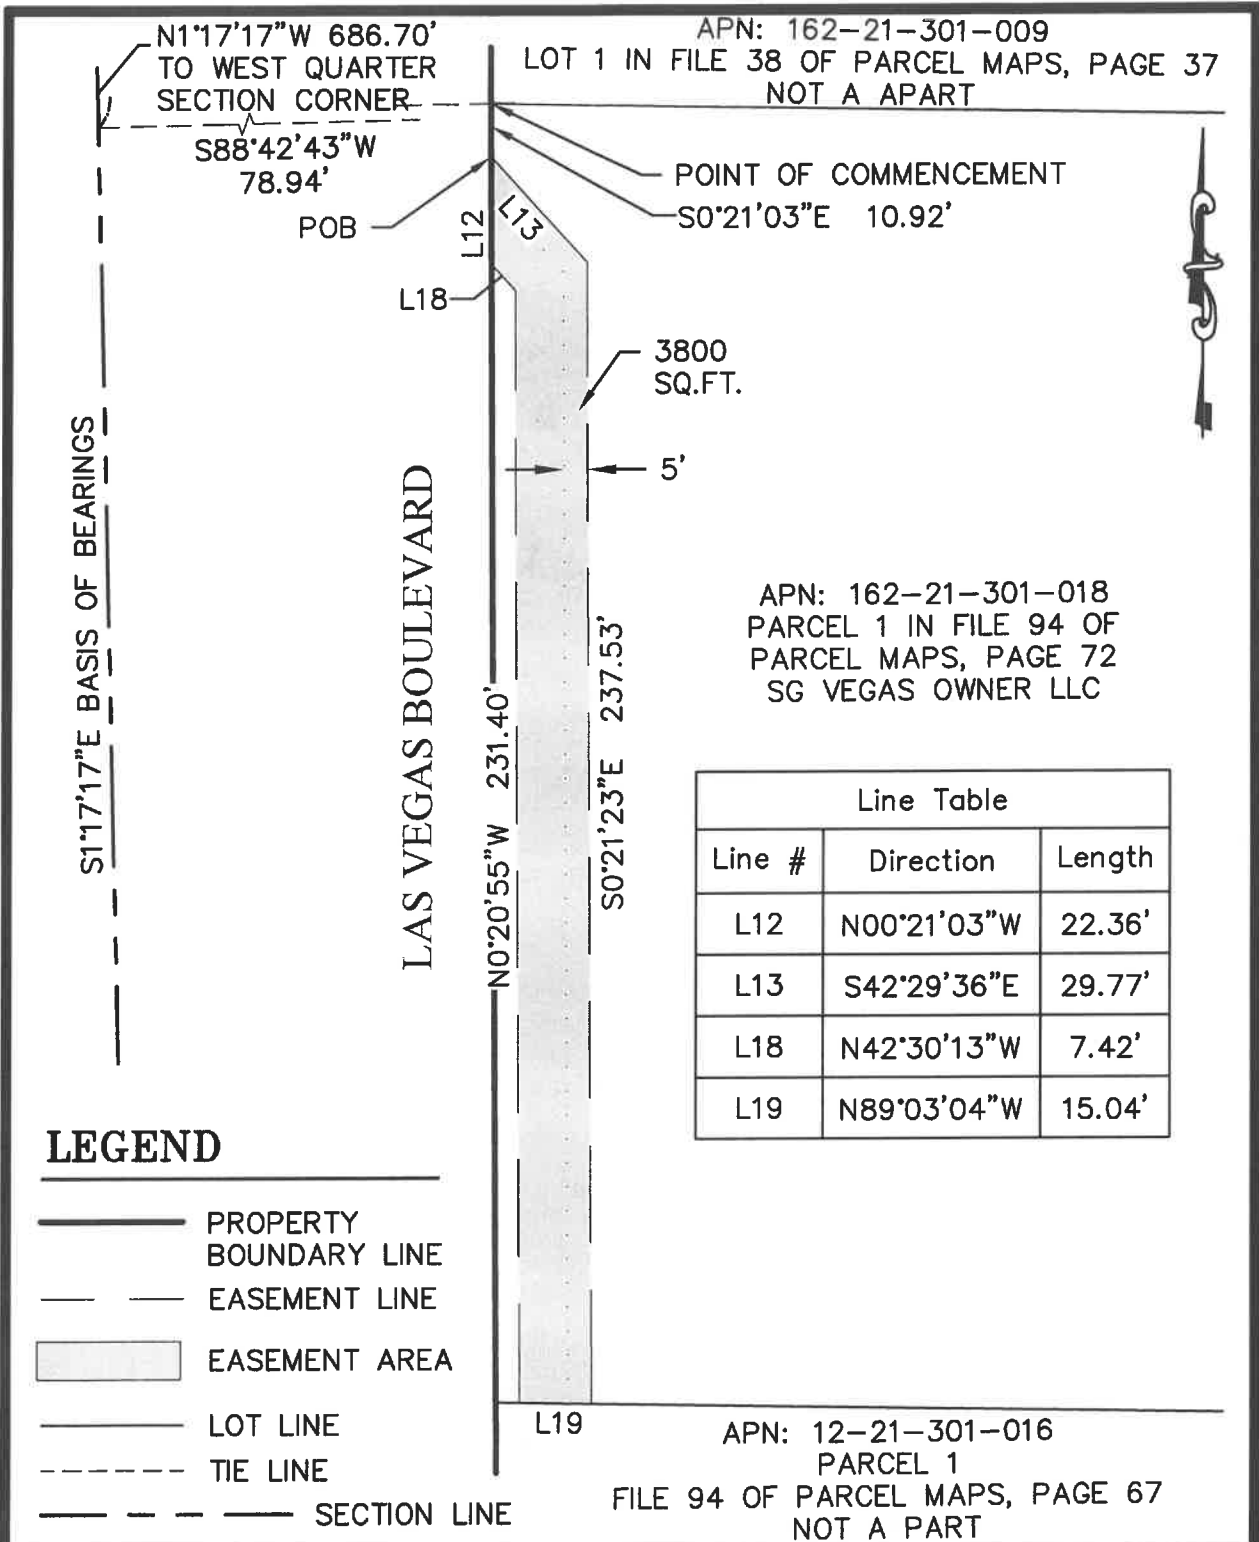 N1°17'17"W 686.70'
TO WEST QUARTER
SECTION CORNER
S88°42'43"W
78.94'
APN: 162-21-301-009
LOT 1 IN FILE 38 OF PARCEL MAPS, PAGE 37
NOT A APART
POINT OF COMMENCEMENT
S0°21'03"E 10.92'
POB
L12
L13
L18
3800
SQ.FT.
5'
S1°17'17"E BASIS OF BEARINGS
LAS VEGAS BOULEVARD
N0°20'55"W 231.40'
S0°21'23"E 237.53'
APN: 162-21-301-018
PARCEL 1 IN FILE 94 OF
PARCEL MAPS, PAGE 72
SG VEGAS OWNER LLC
Line Table
Line # Direction Length
L12 N00°21'03"W 22.36'
L13 S42°29'36"E 29.77'
L18 N42°30'13"W 7.42'
L19 N89°03'04"W 15.04'
LEGEND
PROPERTY
BOUNDARY LINE
EASEMENT LINE
EASEMENT AREA
LOT LINE
TIE LINE
SECTION LINE
L19
APN: 12-21-301-016
PARCEL 1
FILE 94 OF PARCEL MAPS, PAGE 67
NOT A PART